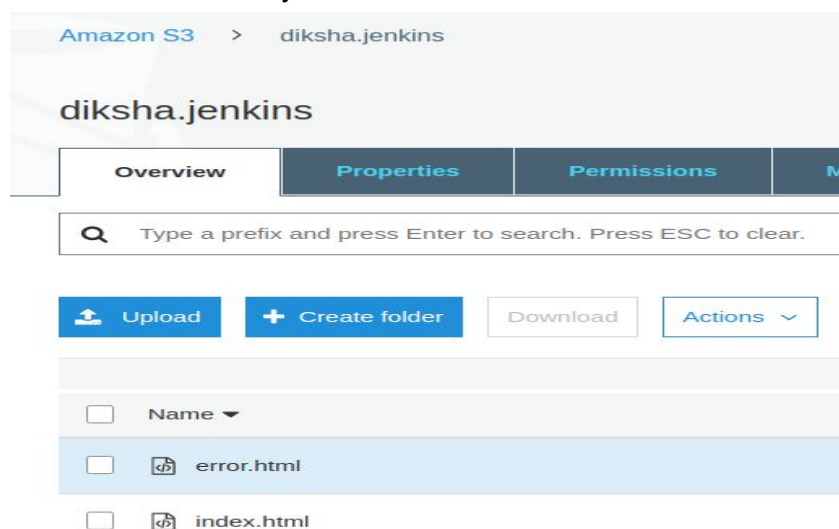 Amazon S3 > diksha.jenkins
diksha.jenkins
Overview Properties Permissions M
Type a prefix and press Enter to search. Press ESC to clear.
Upload + Create folder Download Actions
Name
error.html
index.html